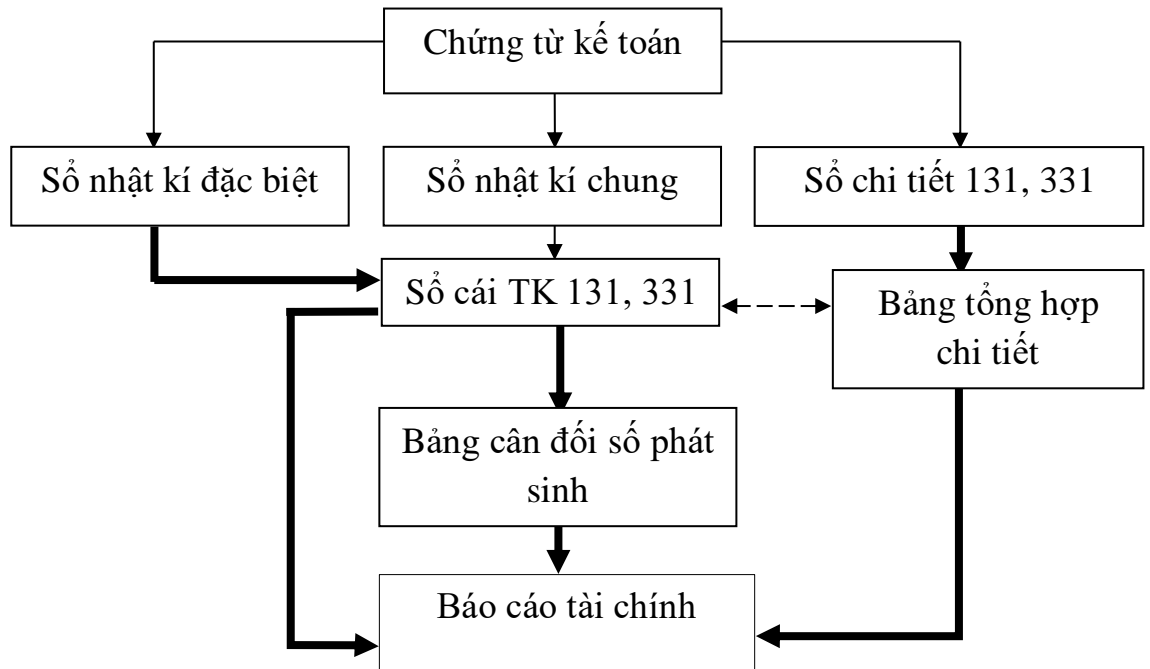 Chứng từ kế toán
Sổ nhật kí đặc biệt
Sổ nhật kí chung
Sổ chi tiết 131, 331
Sổ cái TK 131, 331
Bảng tổng hợp
chi tiết
Bảng cân đối số phát
sinh
Báo cáo tài chính